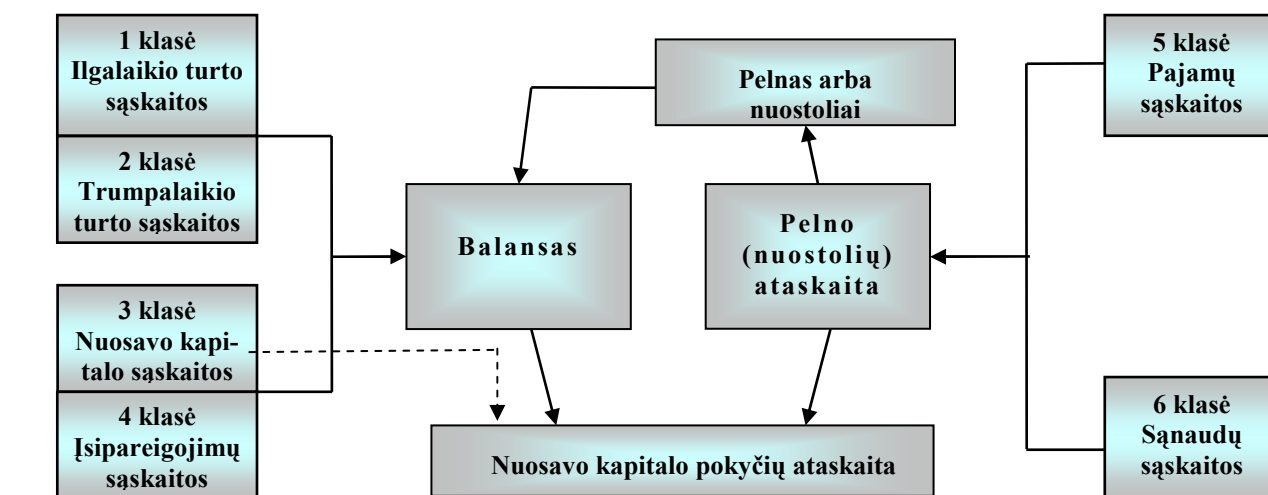 1 klasė
Ilgalaikio turto
sąskaitos
2 klasė
Trumpalaikio
turto sąskaitos
3 klasė
Nuosavo kapi-
talo sąskaitos
4 klasė
Įsipareigojimų
sąskaitos
Pelnas arba
nuostoliai
Balansas
Pelno
(nuostolių)
ataskaita
Nuosavo kapitalo pokyčių ataskaita
5 klasė
Pajamų
sąskaitos
6 klasė
Sąnaudų
sąskaitos